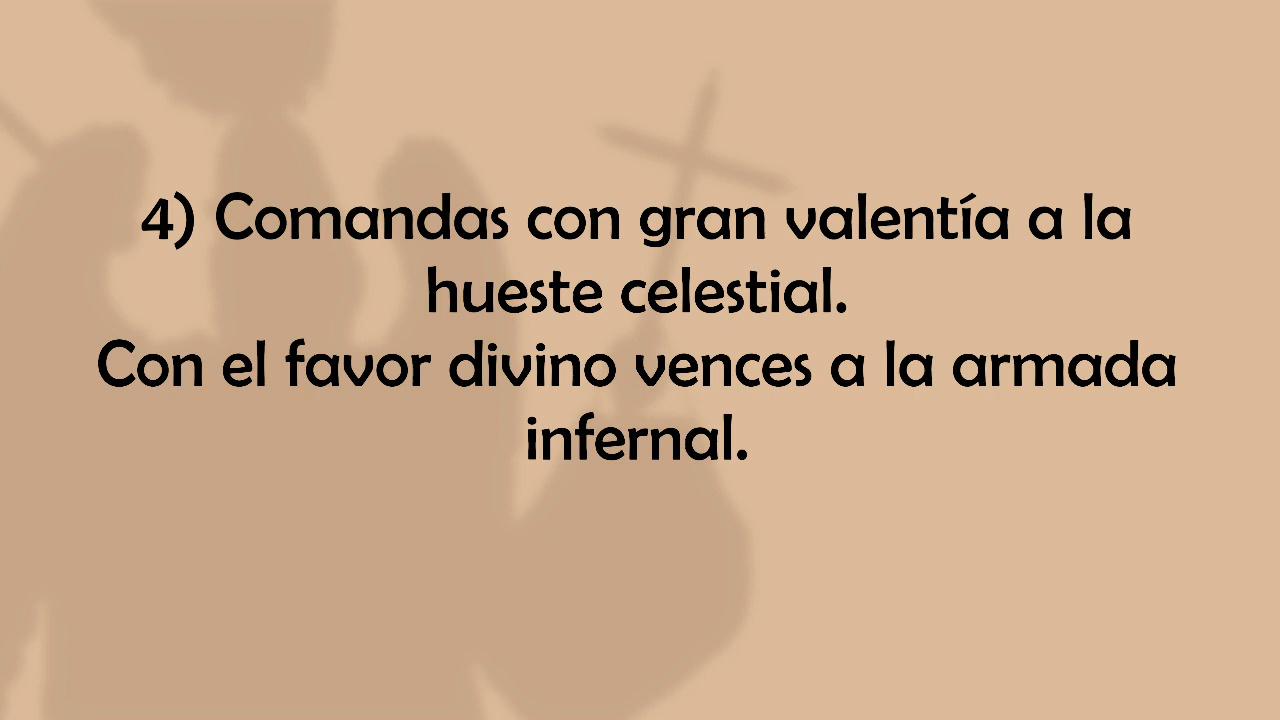 4) Comandas con gran valentía a la
hueste celestial.
Con el favor divino vences a la armada
infernal.